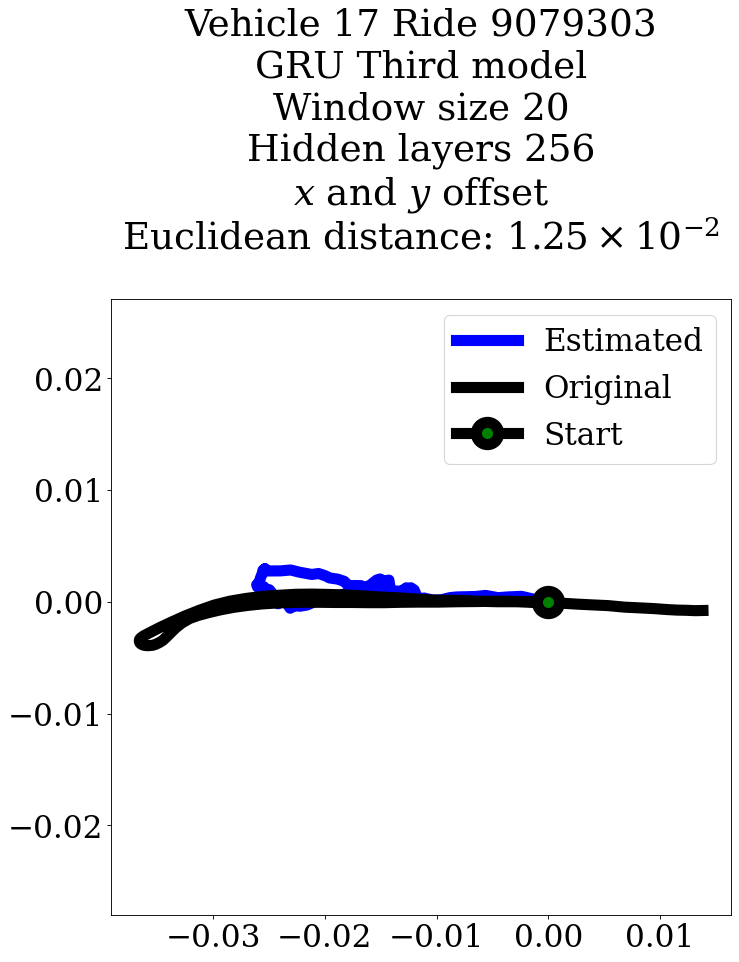 Vehicle 17 Ride 9079303
GRU Third model
Window size 20
Hidden layers 256
x and y offset
Euclidean distance: 1.25 × 10⁻²
Estimated
Original
Start
0.02
0.01
0.00
−0.01
−0.02
−0.03 −0.02 −0.01 0.00 0.01